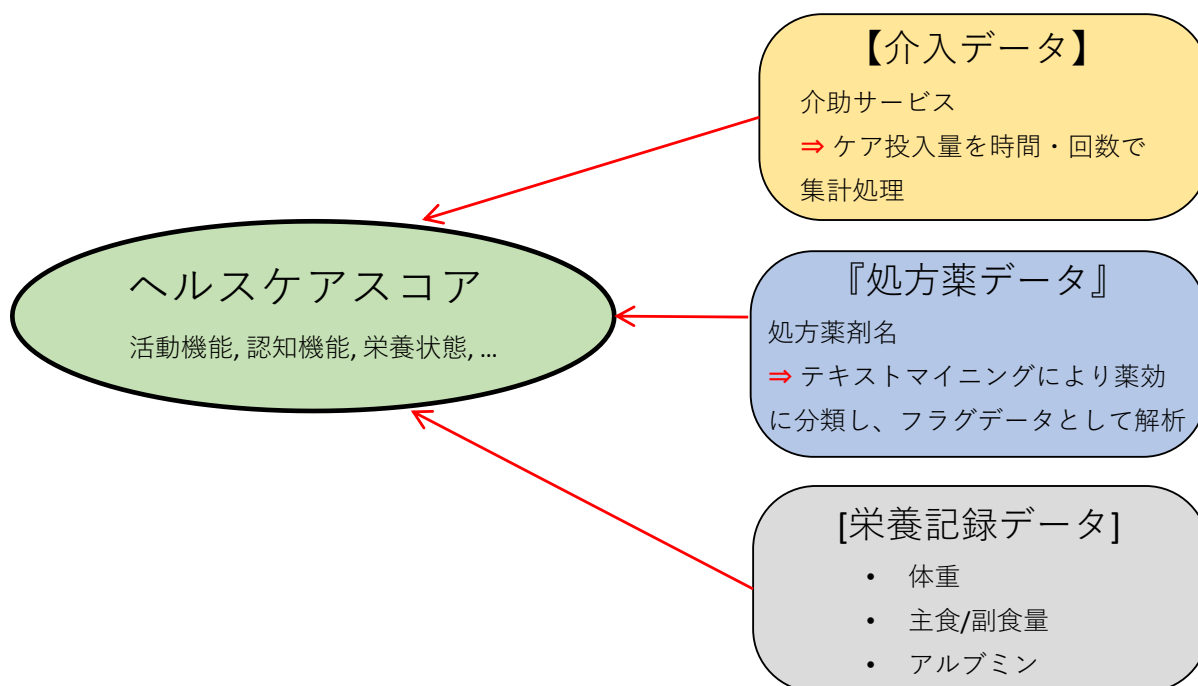 【介入データ】
介助サービス
⇒ ケア投入量を時間・回数で
集計処理
ヘルスケアスコア
活動機能, 認知機能, 栄養状態, ...
『処方薬データ』
処方薬剤名
⇒ テキストマイニングにより薬効
に分類し、フラグデータとして解析
[栄養記録データ]
• 体重
• 主食/副食量
• アルブミン